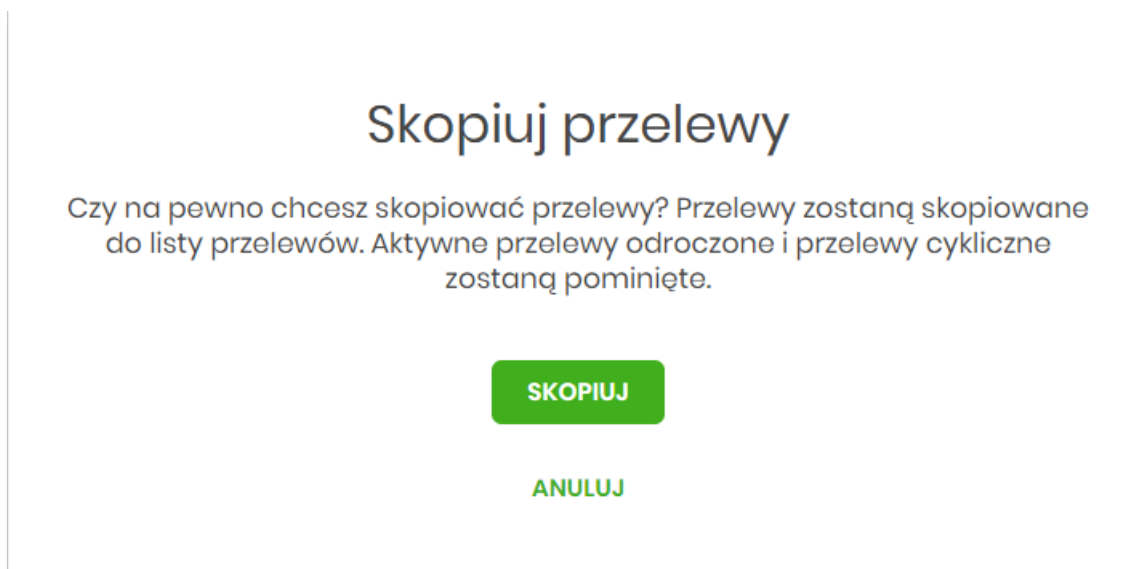 Skopiuj przelewy
Czy na pewno chcesz skopiować przelewy? Przelewy zostaną skopiowane
do listy przelewów. Aktywne przelewy odroczone i przelewy cykliczne
zostaną pominięte.
SKOPIUJ
ANULUJ